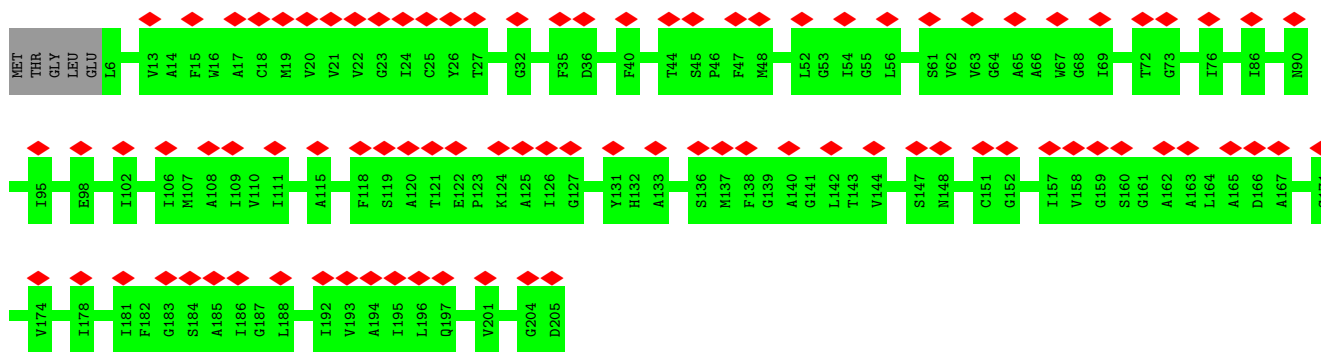 MET THR GLY LEU GLU L6 V13 A14 F15 W16 A17 C18 M19 V20 V21 V22 G23 I24 C25 Y26 T27 G32 F35 D36 F40 T44 S45 P46 F47 M48 L52 G53 I54 G55 L56 S61 V62 V63 G64 A65 A66 W67 G68 I69 T72 G73 I76 I86 N90
I95 E98 I102 I106 M107 A108 I109 V110 I111 A115 F118 S119 A120 T121 E122 P123 K124 A125 I126 G127 Y131 H132 A133 S136 M137 F138 G139 A140 G141 L142 T143 V144 S147 N148 C151 G152 I157 V158 G159 S160 G161 A162 A163 L164 A165 D166 A167
V174 I178 I181 F182 G183 S184 A185 I186 G187 L188 I192 V193 A194 I195 L196 Q197 V201 G204 D205